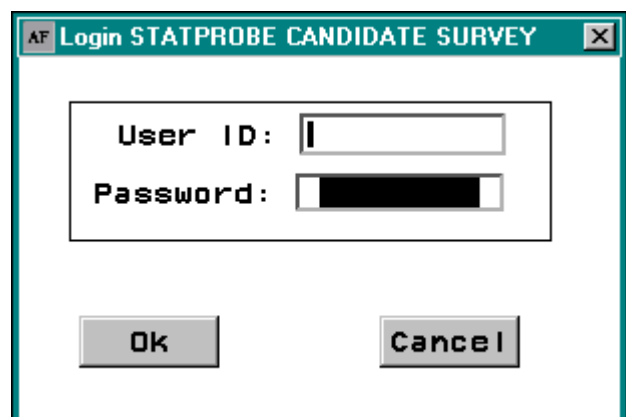 AF Login STATPROBE CANDIDATE SURVEY
User ID:
Password:
Ok Cancel